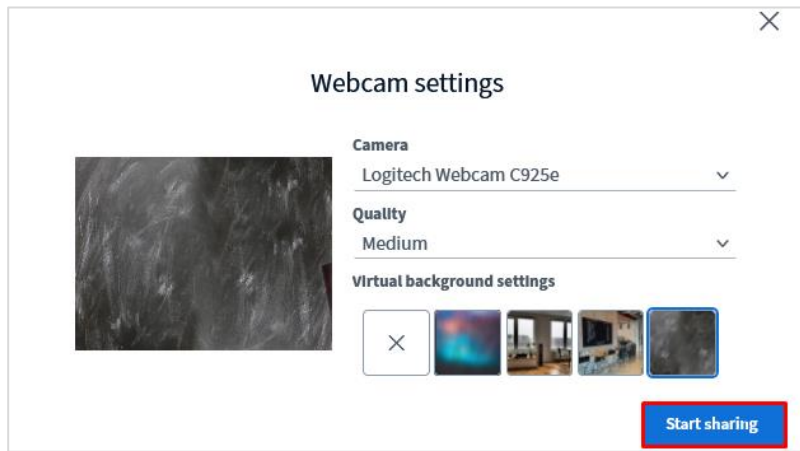 Webcam settings
Camera
Logitech Webcam C925e
Quality
Medium
Virtual background settings
Start sharing